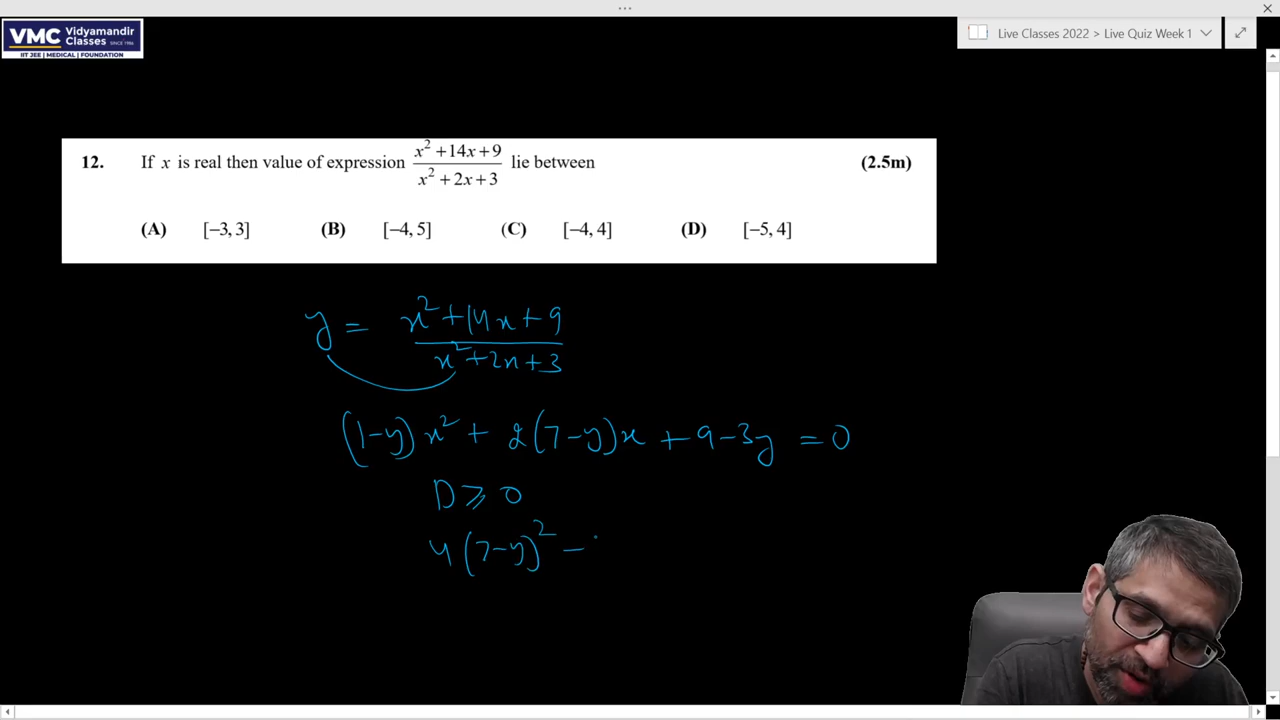 VMC Vidyamandir Classes SINCE 1986
IIT JEE | MEDICAL | FOUNDATION
Live Classes 2022 > Live Quiz Week 1
12. If x is real then value of expression (x² + 14x + 9)/(x² + 2x + 3) lie between (2.5m)
(A) [−3, 3] (B) [−4, 5] (C) [−4, 4] (D) [−5, 4]
y = (x² + 14x + 9)/(x² + 2x + 3)
(1−y)x² + 2(7−y)x + 9−3y = 0
D ⩾ 0
4(7−y)² −